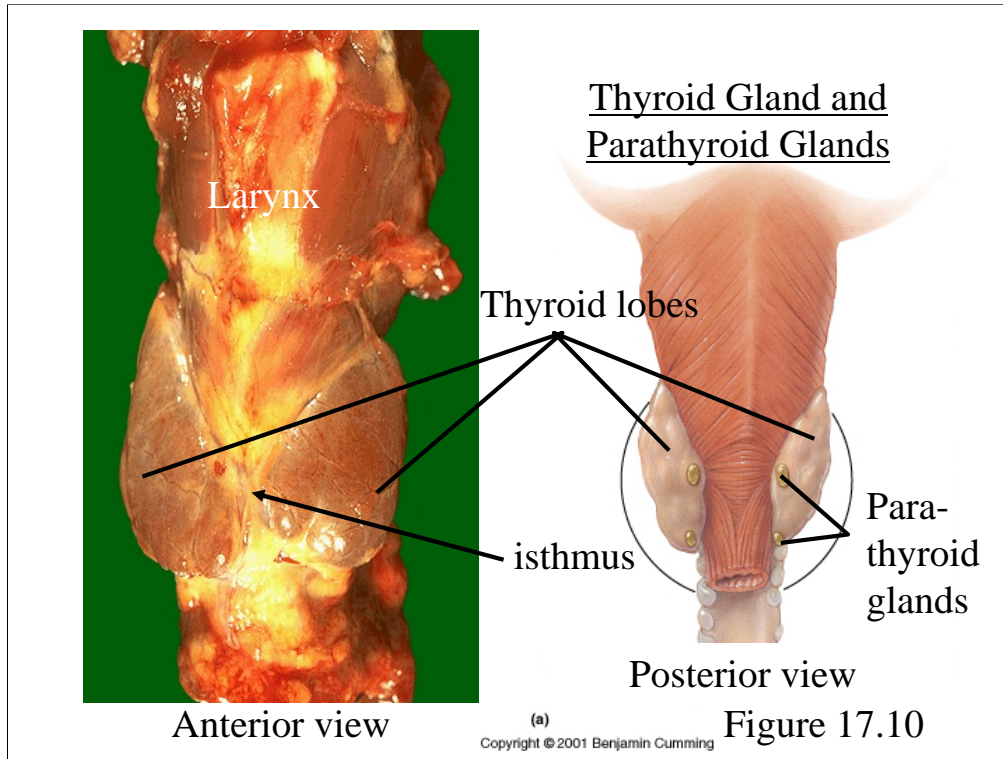 Thyroid Gland and
Parathyroid Glands
Larynx
Thyroid lobes
isthmus
Para-
thyroid
glands
Posterior view
Anterior view
(a)
Figure 17.10
Copyright © 2001 Benjamin Cumming